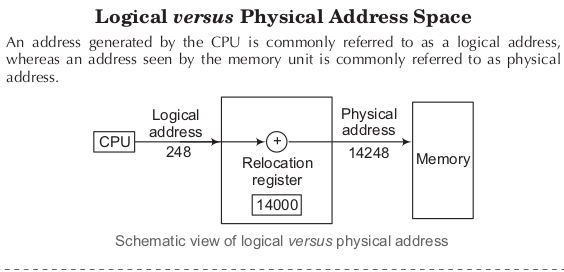 Logical versus Physical Address Space
An address generated by the CPU is commonly referred to as a logical address,
whereas an address seen by the memory unit is commonly referred to as physical
address.
Logical
address
Physical
address
CPU
248
+
14248
Memory
Relocation
register
14000
Schematic view of logical versus physical address